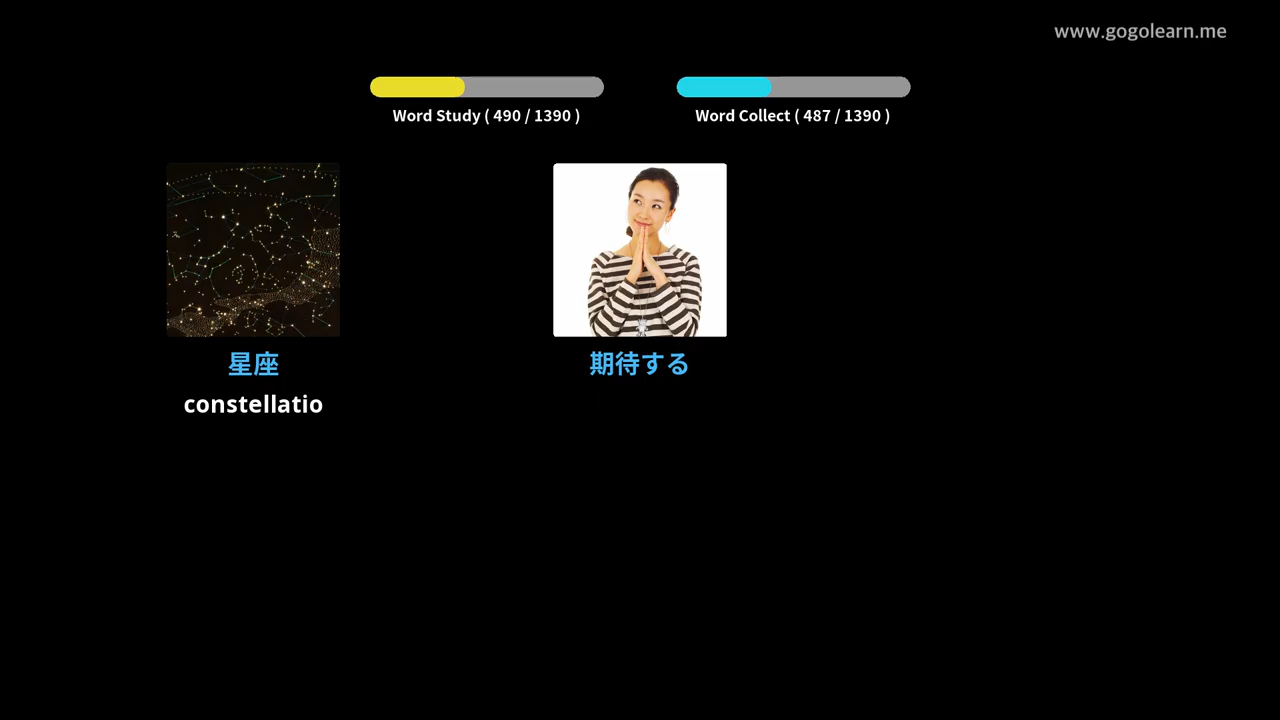 www.gogolearn.me
Word Study ( 490 / 1390 )
Word Collect ( 487 / 1390 )
星座
期待する
constellatio